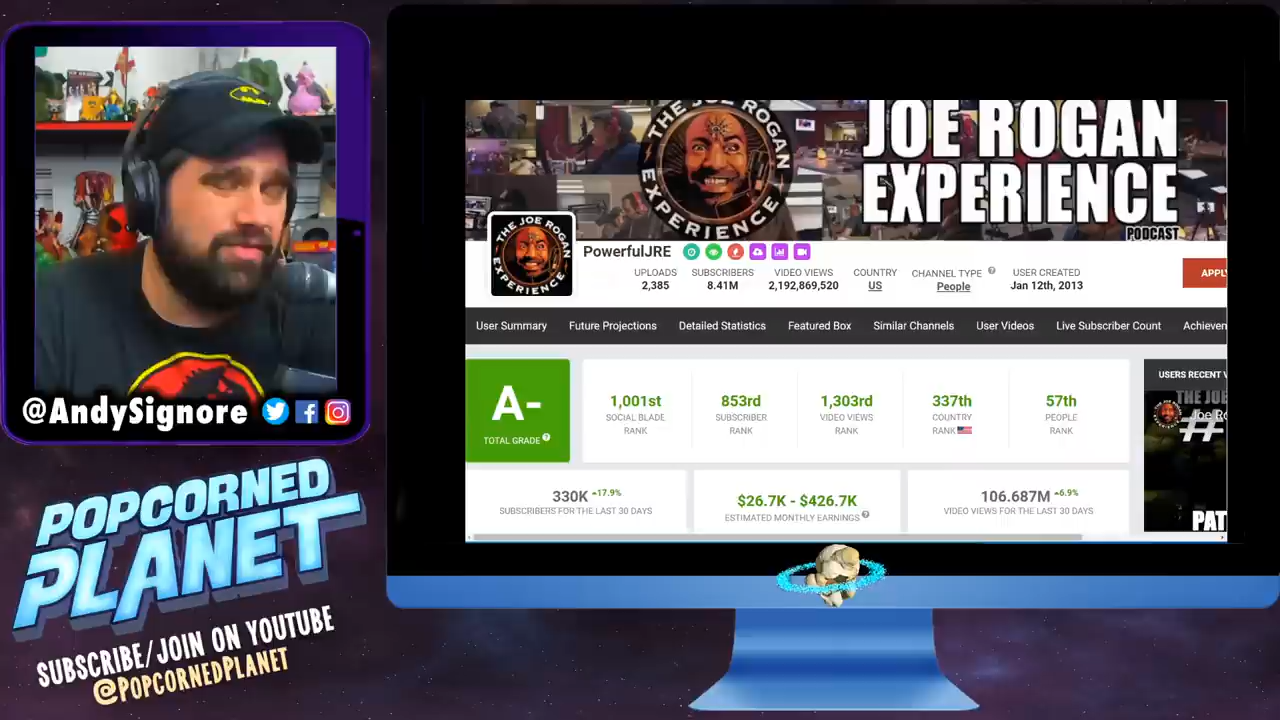 @AndySignore
POPCORNED
PLANET
SUBSCRIBE/JOIN ON YOUTUBE
@POPCORNEDPLANET
THE JOE ROGAN
EXPERIENCE
JOE ROGAN
EXPERIENCE
PODCAST
THE JOE ROGAN
EXPERIENCE
PowerfulJRE
UPLOADS
2,385
SUBSCRIBERS
8.41M
VIDEO VIEWS
2,192,869,520
COUNTRY
US
CHANNEL TYPE ?
People
USER CREATED
Jan 12th, 2013
User Summary
Future Projections
Detailed Statistics
Featured Box
Similar Channels
User Videos
Live Subscriber Count
A-
TOTAL GRADE ?
1,001st
SOCIAL BLADE
RANK
853rd
SUBSCRIBER
RANK
1,303rd
VIDEO VIEWS
RANK
337th
COUNTRY
RANK
57th
PEOPLE
RANK
USERS RECENT V
THE JOE
Joe Ro
#
PAT
330K 17.9%
SUBSCRIBERS FOR THE LAST 30 DAYS
$26.7K - $426.7K
ESTIMATED MONTHLY EARNINGS ?
106.687M 6.9%
VIDEO VIEWS FOR THE LAST 30 DAYS